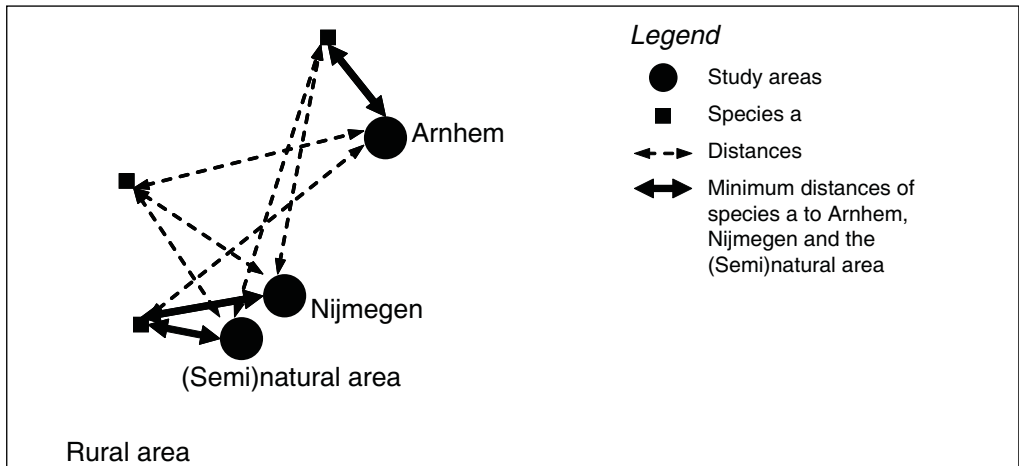 Legend
Study areas
Species a
Distances
Minimum distances of
species a to Arnhem,
Nijmegen and the
(Semi)natural area
Arnhem
Nijmegen
(Semi)natural area
Rural area